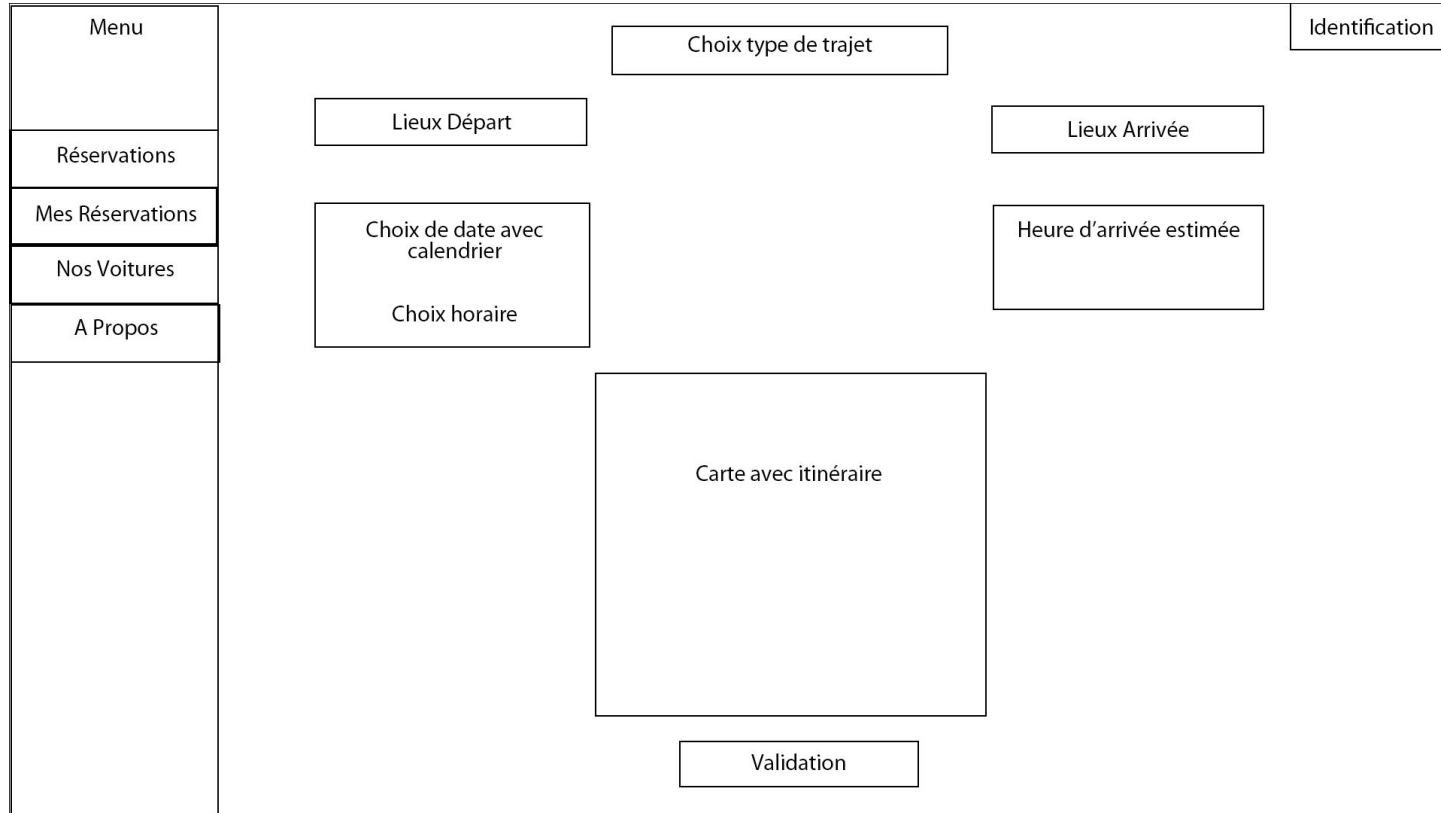 Menu
Réservations
Mes Réservations
Nos Voitures
A Propos
Choix type de trajet
Identification
Lieux Départ
Lieux Arrivée
Choix de date avec
calendrier
Choix horaire
Heure d'arrivée estimée
Carte avec itinéraire
Validation